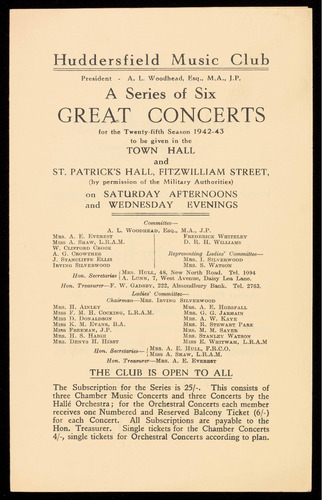 Huddersfield Music Club
President - A. L. Woodhead, Esq., M.A., J.P.
A Series of Six
GREAT CONCERTS
for the Twenty-fifth Season 1942-43
to be given in the
TOWN HALL
and
ST. PATRICK'S HALL, FITZWILLIAM STREET,
(by permission of the Military Authorities)
on SATURDAY AFTERNOONS
and WEDNESDAY EVENINGS
Committee—
A. L. WOODHEAD, ESQ., M.A., J.P.
MRS. A. E. EVEREST
MISS A. SHAW, L.R.A.M.
W. CLIFFORD CROOK
A. G. CROWTHER
J. STANCLIFFE ELLIS
IRVING SILVERWOOD
FREDERICK WHITELEY
D. R. H. WILLIAMS
Representing Ladies' Committee—
MRS. I. SILVERWOOD
MRS. S. WATSON
Hon. Secretaries { MRS. HULL, 48, New North Road. Tel. 1094
A. LUNN, 7, West Avenue, Daisy Lea Lane.
Hon. Treasurer—F. W. GADSBY, 222, Almondbury Bank. Tel. 2763.
Ladies' Committee—
Chairman—MRS. IRVING SILVERWOOD
MRS. H. AINLEY
MISS F. M. H. COCKING, L.R.A.M.
MISS D. DONALDSON
MISS K. M. EVANS, B.A.
MISS FREEMAN, J.P.
MRS. H. S. HAIGH
MRS. DENYS H. HIRST
MRS. A. E. HORSFALL
MRS. G. G. JARMAIN
MRS. A. W. KAYE
MRS. R. STEWART PARK
MRS. M. M. SAYER
MRS. STANLEY WATSON
MISS E. WHITWAM, L.R.A.M
Hon. Secretaries— { MRS. A. E. HULL, F.R.C.O.
MISS A. SHAW, L.R.A.M.
Hon. Treasurer—MRS. A. E. EVEREST
THE CLUB IS OPEN TO ALL
The Subscription for the Series is 25/-. This consists of
three Chamber Music Concerts and three Concerts by the
Hallé Orchestra; for the Orchestral Concerts each member
receives one Numbered and Reserved Balcony Ticket (6/-)
for each Concert. All Subscriptions are payable to the
Hon. Treasurer. Single tickets for the Chamber Concerts
4/-, single tickets for Orchestral Concerts according to plan.